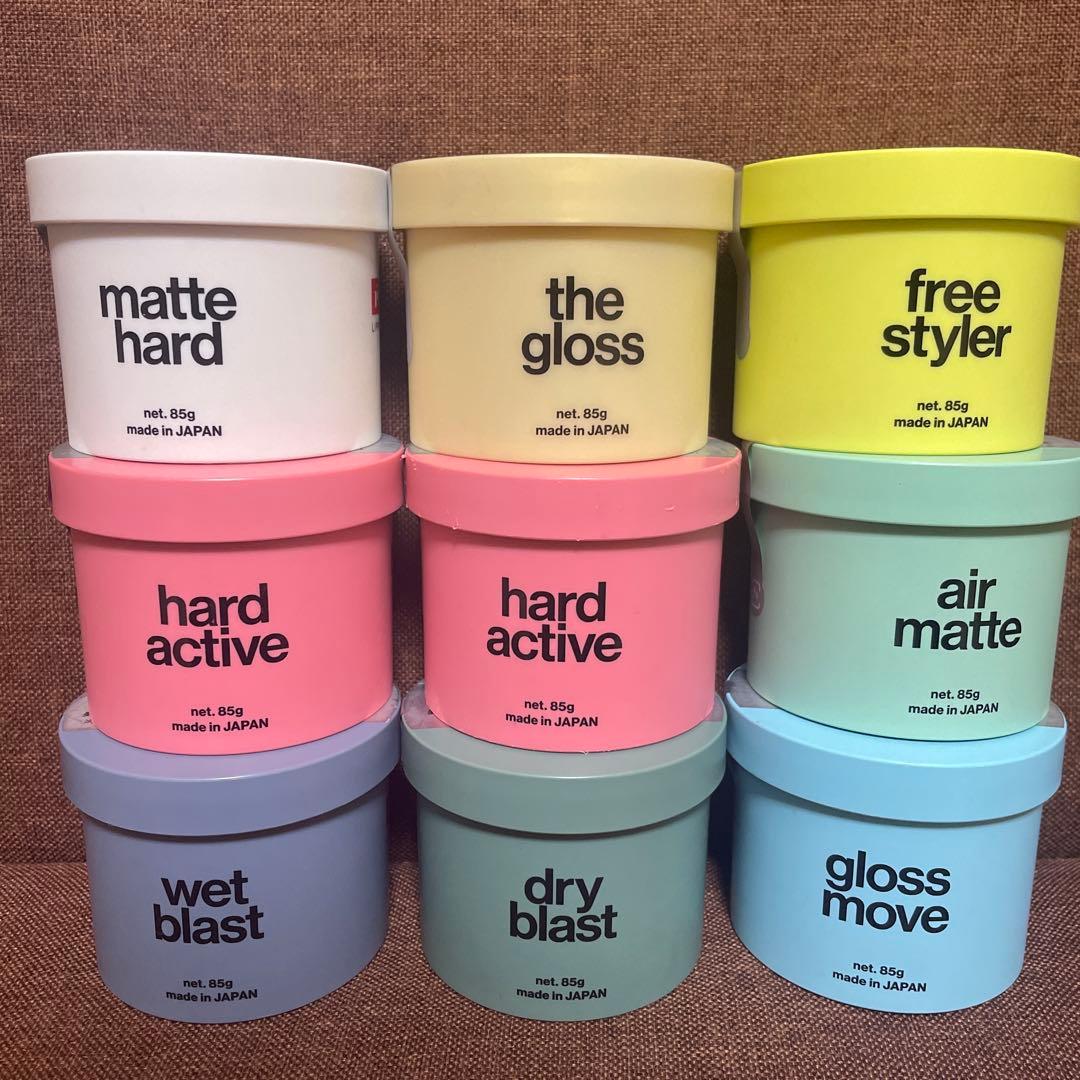 matte
hard
net. 85g
made in JAPAN
the
gloss
net. 85g
made in JAPAN
free
styler
net. 85g
made in JAPAN
hard
active
net. 85g
made in JAPAN
hard
active
net. 85g
made in JAPAN
air
matte
net. 85g
made in JAPAN
wet
blast
net. 85g
made in JAPAN
dry
blast
net. 85g
made in JAPAN
gloss
move
net. 85g
made in JAPAN